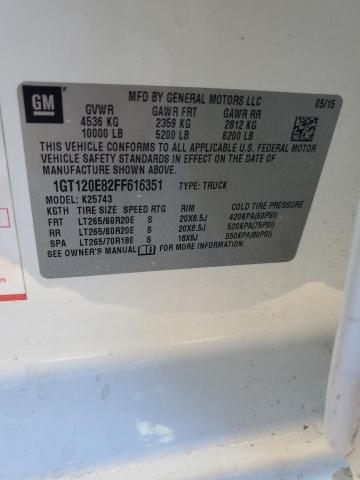 GM
MFD BY GENERAL MOTORS LLC
05/15
GVWR GAWR FRT GAWR RR
4536 KG 2359 KG 2812 KG
10000 LB 5200 LB 6200 LB
THIS VEHICLE CONFORMS TO ALL APPLICABLE U.S. FEDERAL MOTOR
VEHICLE SAFETY STANDARDS IN EFFECT ON THE DATE OF
MANUFACTURE SHOWN ABOVE.
1GT120E82FF616351 TYPE: TRUCK
MODEL: K25743
KSTH TIRE SIZE SPEED RTG RIM COLD TIRE PRESSURE
FRT LT265/60R20E S 20X8.5J 420KPA(60PSI)
RR LT265/60R20E S 20X8.5J 520KPA(75PSI)
SPA LT265/70R18E S 18X8J 550KPA(80PSI)
SEE OWNER'S MANUAL FOR MORE INFORMATION.